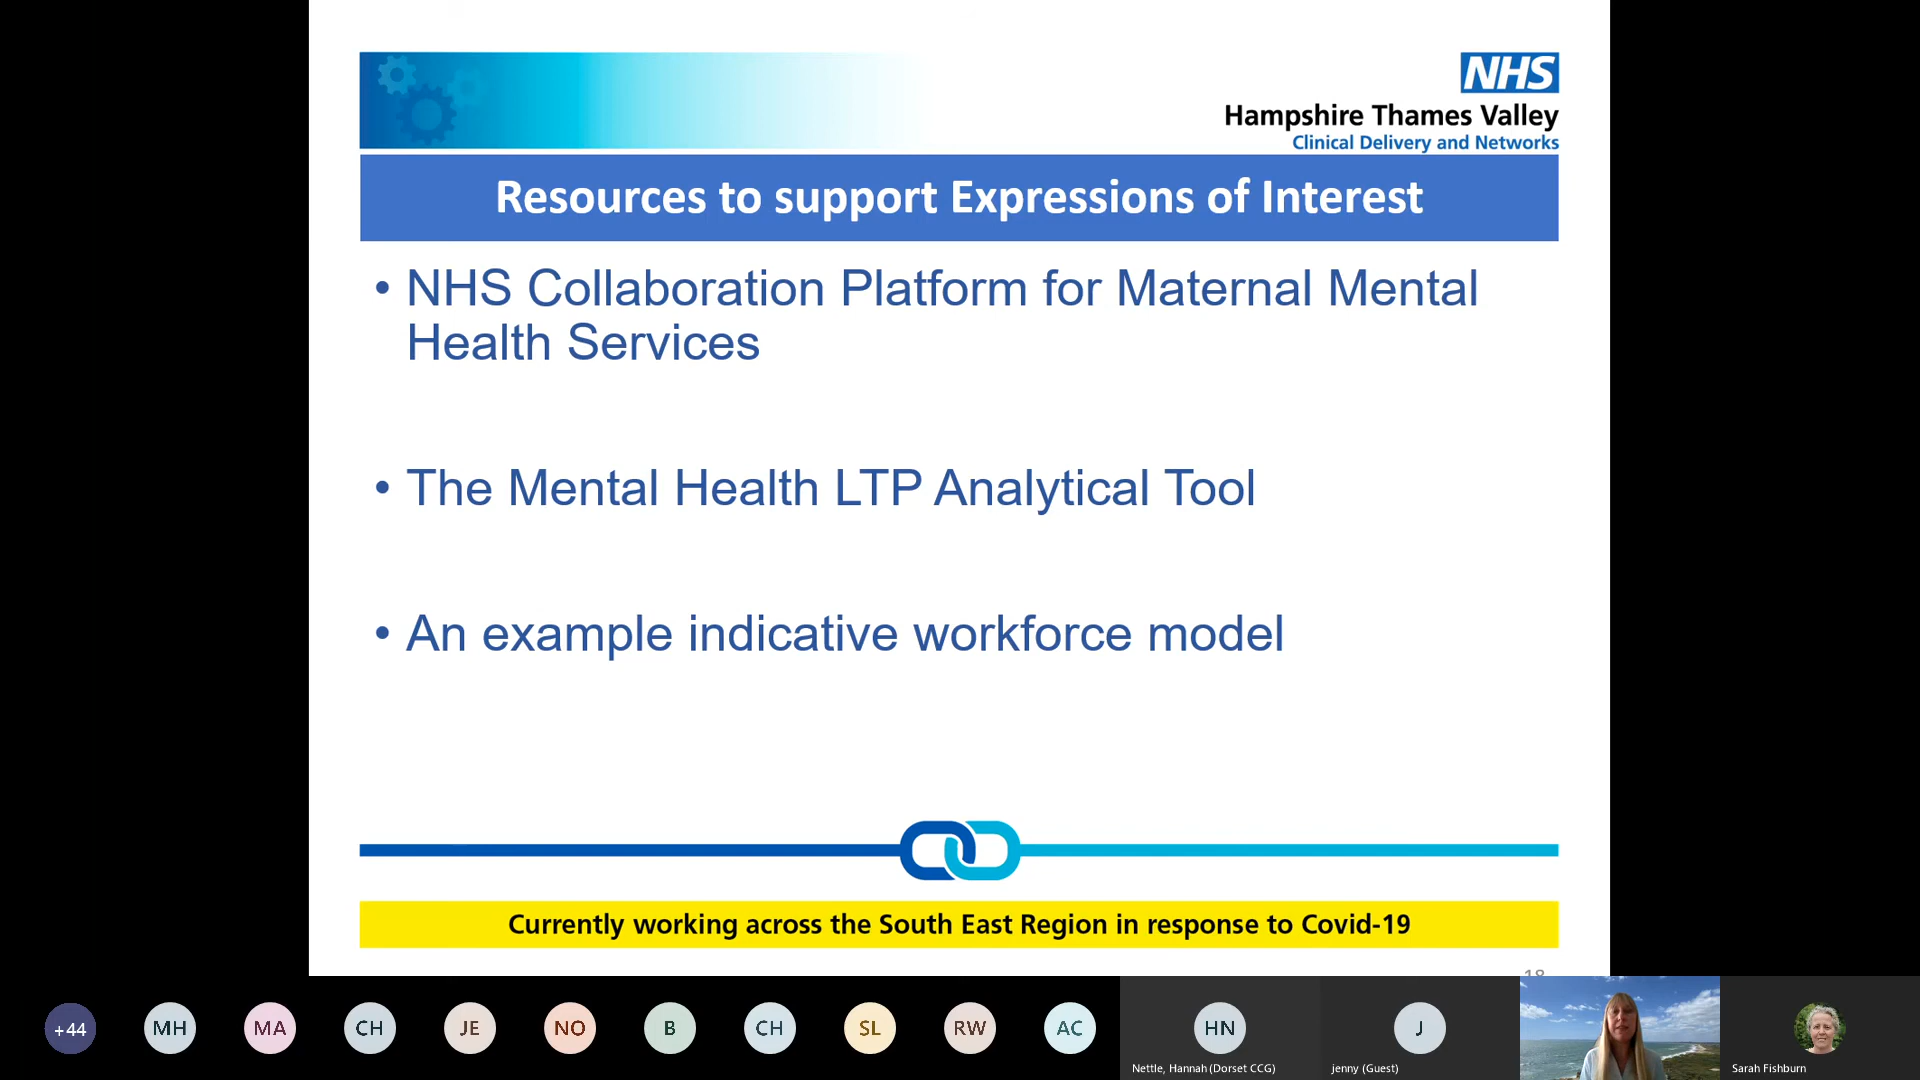 NHS
Hampshire Thames Valley
Clinical Delivery and Networks
Resources to support Expressions of Interest
• NHS Collaboration Platform for Maternal Mental
Health Services
• The Mental Health LTP Analytical Tool
• An example indicative workforce model
Currently working across the South East Region in response to Covid-19
18
+44
MH
MA
CH
JE
NO
B
CH
SL
RW
AC
HN
J
Nettle, Hannah (Dorset CCG)
jenny (Guest)
Sarah Fishburn